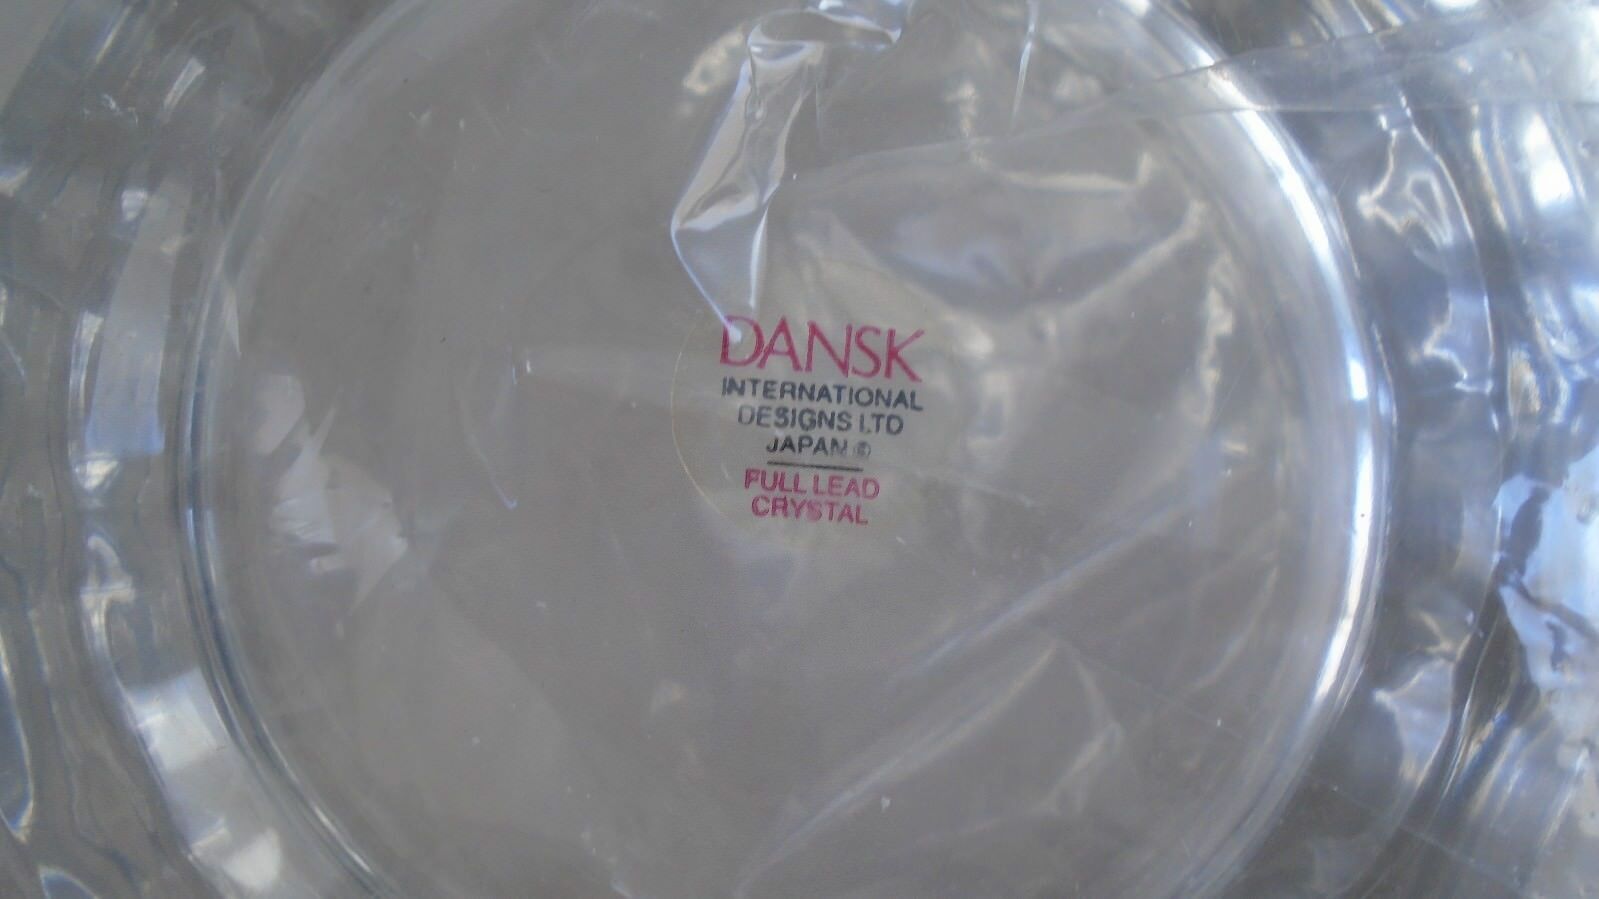 DANSK
INTERNATIONAL
DESIGNS LTD
JAPAN ©
FULL LEAD
CRYSTAL